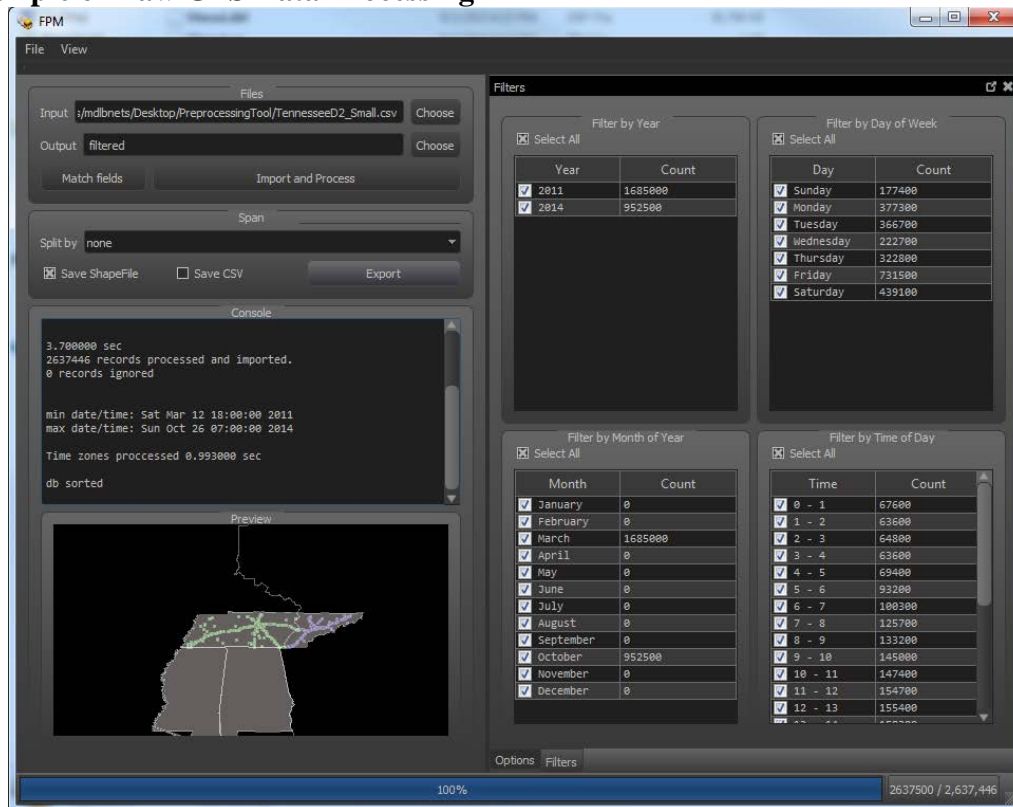 FPM
File View
Files
Input :/mdlbnets/Desktop/PreprocessingTool/TennesseeD2_Small.csv Choose
Output filtered Choose
Match fields Import and Process
Span
Split by none
Save ShapeFile Save CSV Export
Console
3.700000 sec
2637446 records processed and imported.
0 records ignored
min date/time: Sat Mar 12 18:00:00 2011
max date/time: Sun Oct 26 07:00:00 2014
Time zones proccessed 0.993000 sec
db sorted
Preview
Filters
Filter by Year
Select All
Year Count
2011 1685000
2014 952500
Filter by Day of Week
Select All
Day Count
Sunday 177400
Monday 377300
Tuesday 366700
Wednesday 222700
Thursday 322800
Friday 731500
Saturday 439100
Filter by Month of Year
Select All
Month Count
January 0
February 0
March 1685000
April 0
May 0
June 0
July 0
August 0
September 0
October 952500
November 0
December 0
Filter by Time of Day
Select All
Time Count
0 - 1 67600
1 - 2 63600
2 - 3 64800
3 - 4 63600
4 - 5 69400
5 - 6 93200
6 - 7 100300
7 - 8 125700
8 - 9 133200
9 - 10 145000
10 - 11 147400
11 - 12 154700
12 - 13 155400
Options Filters
100%
2637500 / 2,637,446